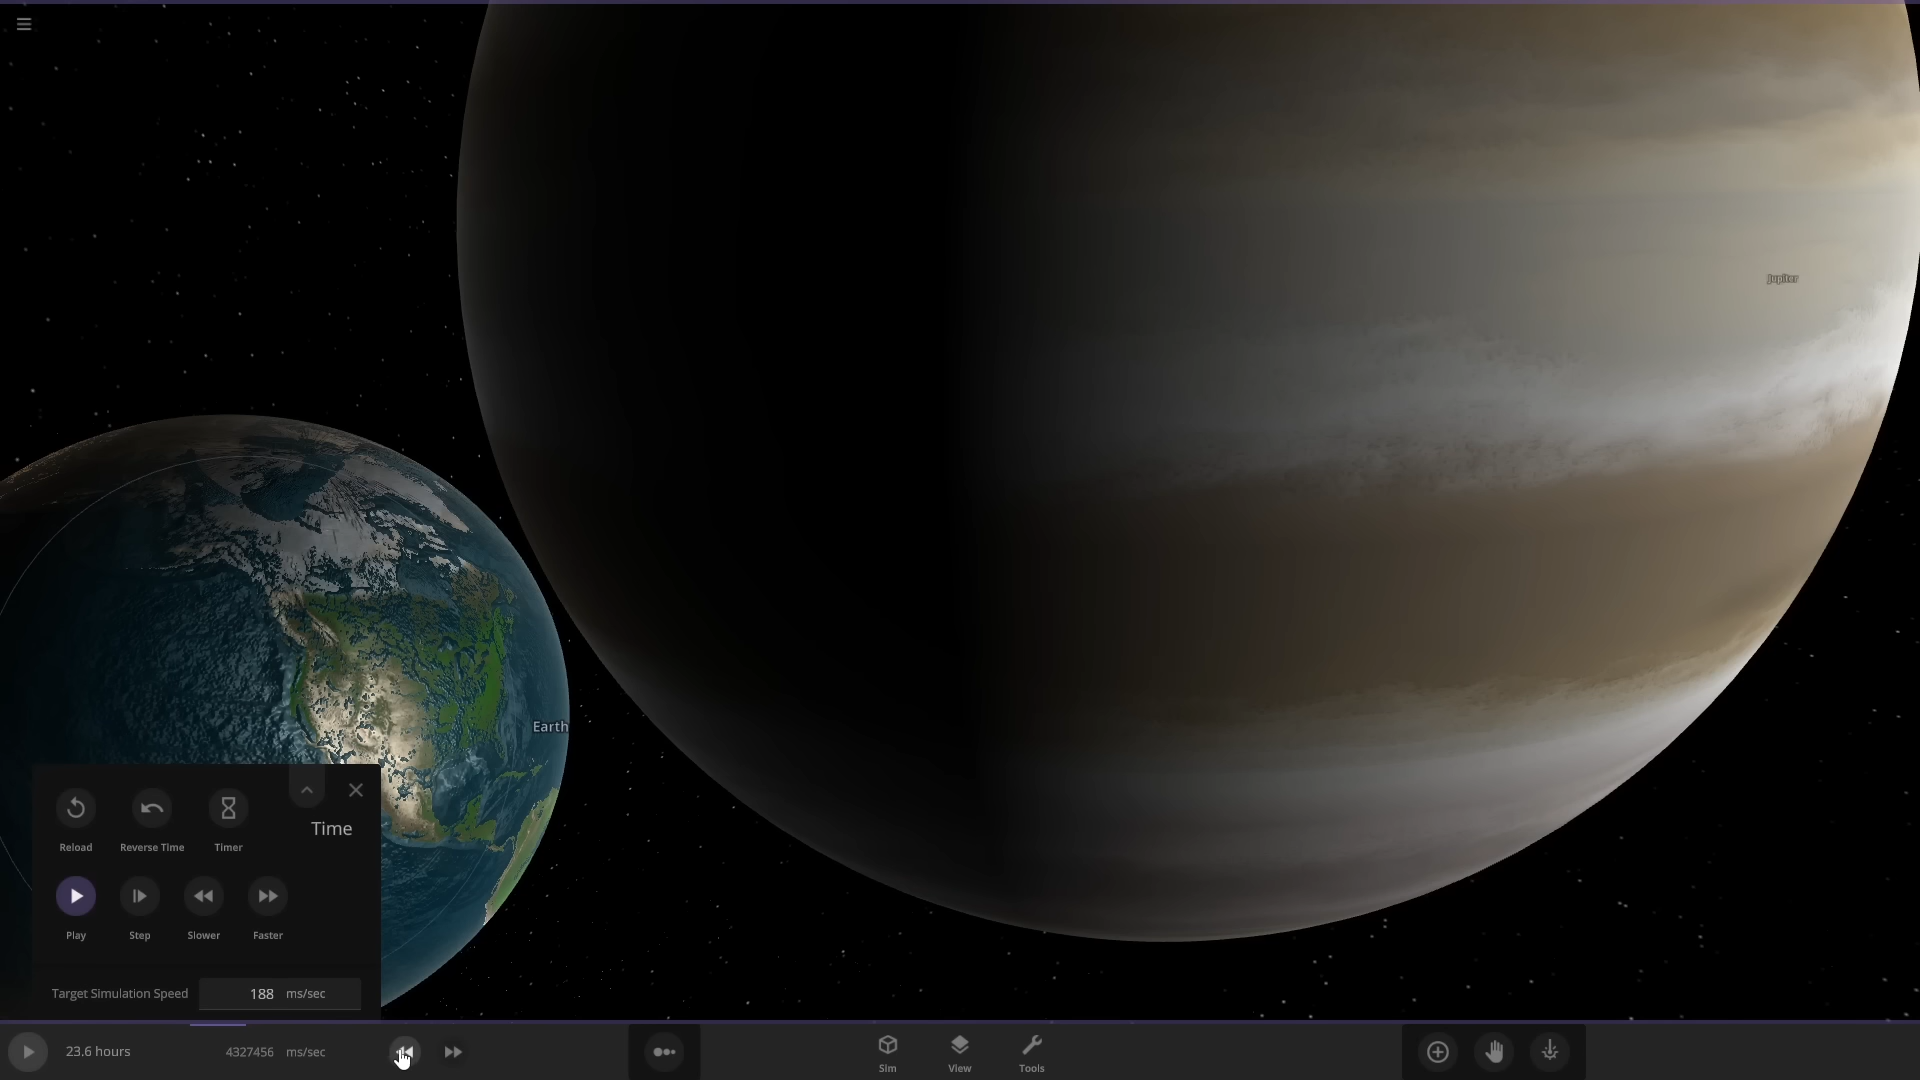 Jupiter
Earth
Time
Reload
Reverse Time
Timer
Play
Step
Slower
Faster
Target Simulation Speed 188 ms/sec
23.6 hours 4327456 ms/sec
Sim
View
Tools